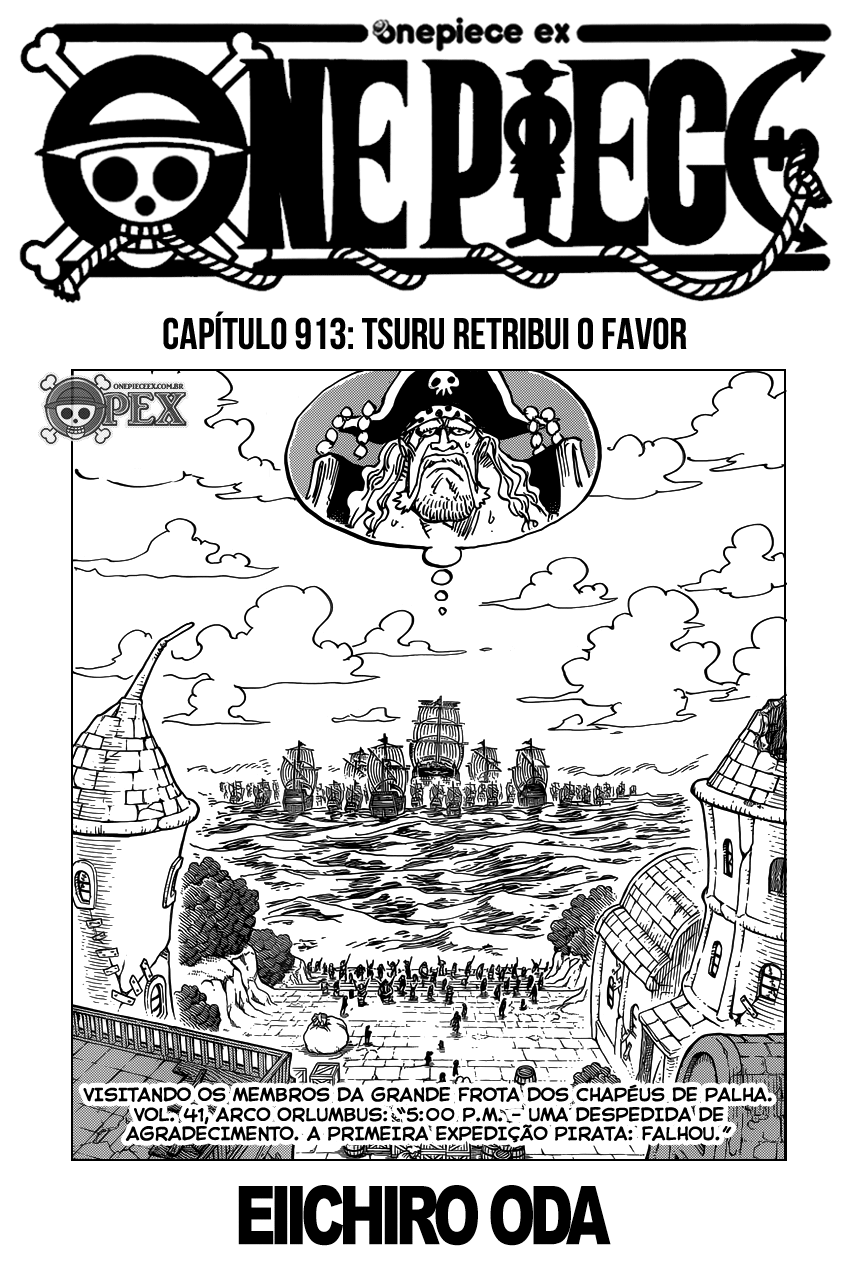 onepiece ex
ONE PIECE
CAPÍTULO 913: TSURU RETRIBUI O FAVOR
ONEPIECEEX.COM.BR
OPEX
VISITANDO OS MEMBROS DA GRANDE FROTA DOS CHAPÉUS DE PALHA.
VOL. 41, ARCO ORLUMBUS: “5:00 P.M. - UMA DESPEDIDA DE
AGRADECIMENTO. A PRIMEIRA EXPEDIÇÃO PIRATA: FALHOU.”
EIICHIRO ODA